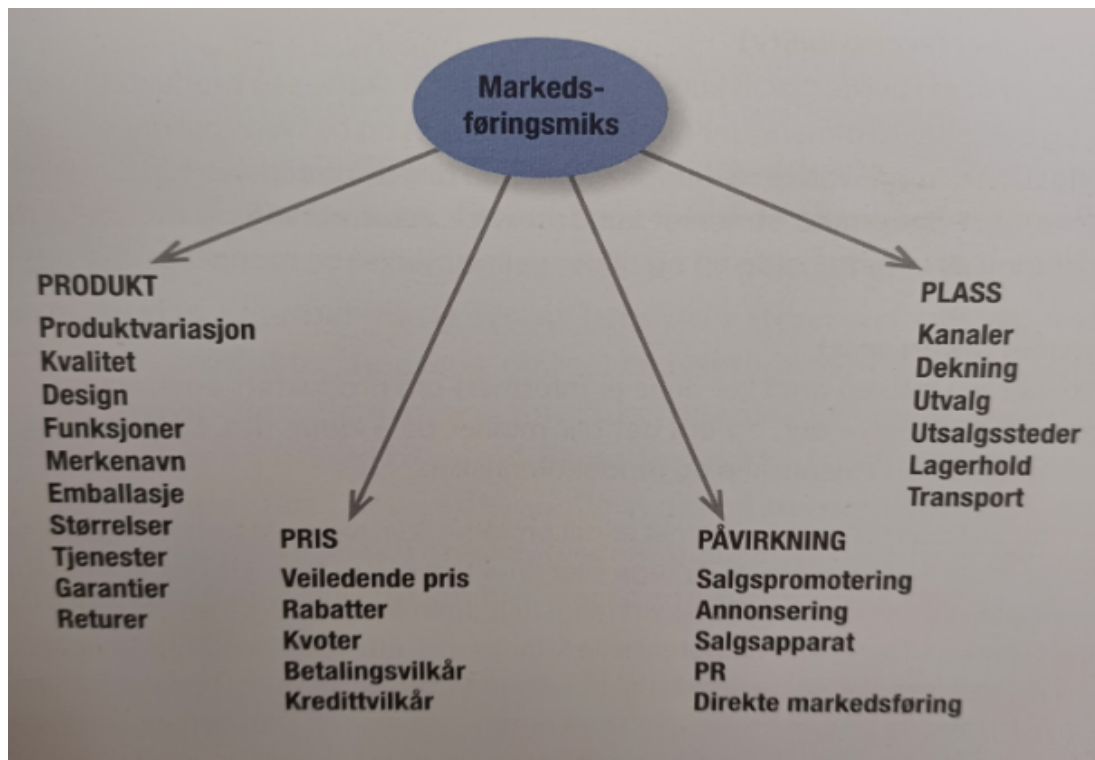 Markeds-
føringsmiks
PRODUKT
Produktvariasjon
Kvalitet
Design
Funksjoner
Merkenavn
Emballasje
Størrelser
Tjenester
Garantier
Returer
PRIS
Veiledende pris
Rabatter
Kvoter
Betalingsvilkår
Kredittvilkår
PÅVIRKNING
Salgspromotering
Annonsering
Salgsapparat
PR
Direkte markedsføring
PLASS
Kanaler
Dekning
Utvalg
Utsalgssteder
Lagerhold
Transport